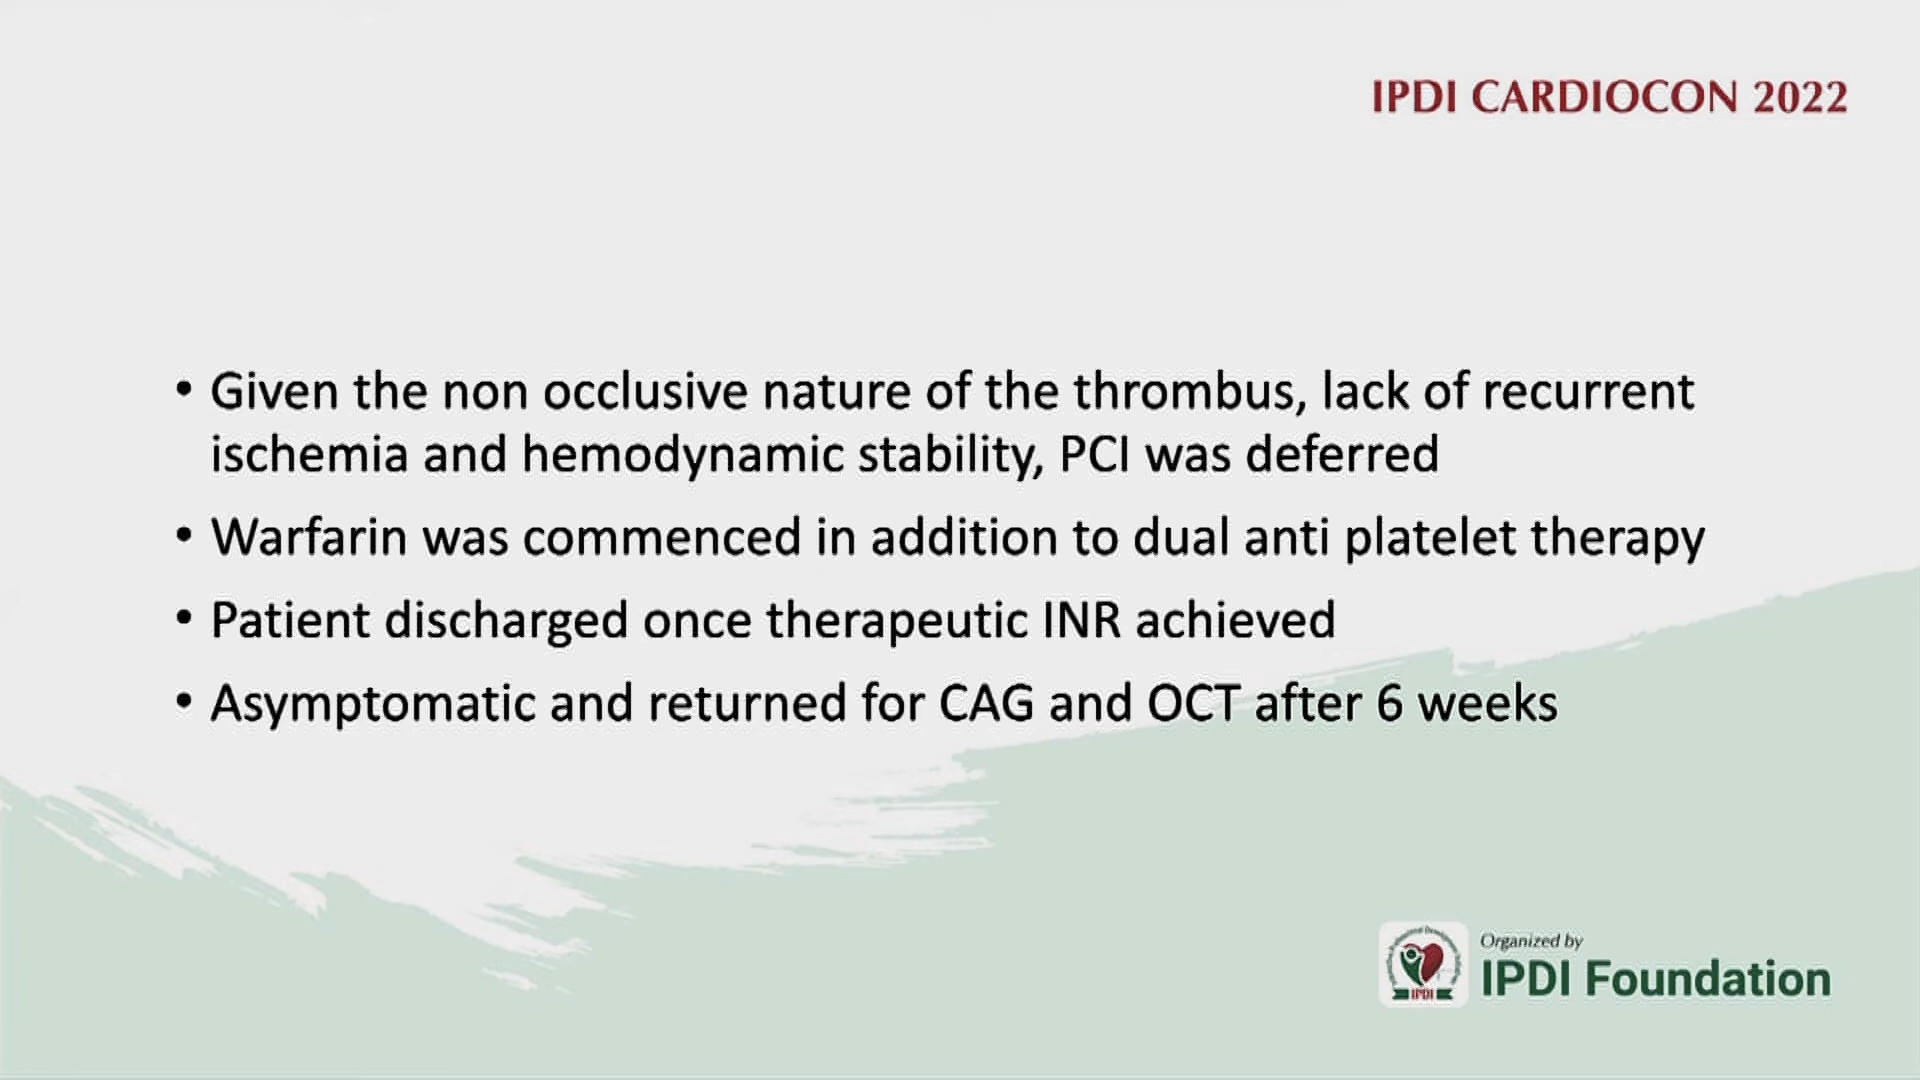 IPDI CARDIOCON 2022
• Given the non occlusive nature of the thrombus, lack of recurrent
ischemia and hemodynamic stability, PCI was deferred
• Warfarin was commenced in addition to dual anti platelet therapy
• Patient discharged once therapeutic INR achieved
• Asymptomatic and returned for CAG and OCT after 6 weeks
Organized by
IPDI Foundation
IPDI